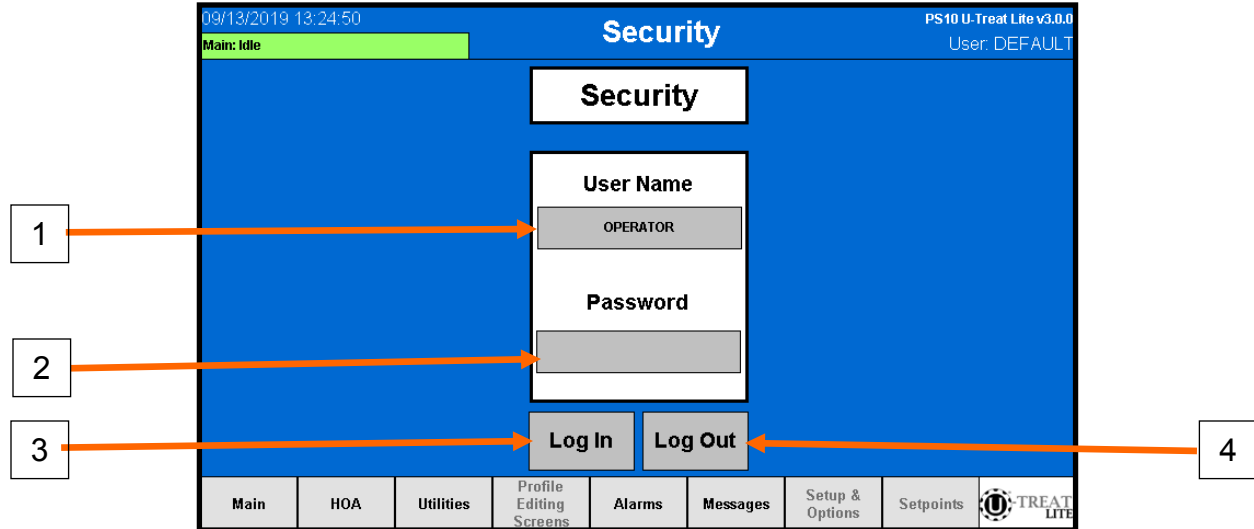 09/13/2019 13:24:50
Security
PS10 U-Treat Lite v3.0.0
Main: Idle
User: DEFAULT
Security
User Name
1
OPERATOR
Password
2
3
Log In
Log Out
4
Main
HOA
Utilities
Profile
Editing
Screens
Alarms
Messages
Setup &
Options
Setpoints
U-TREAT
LITE